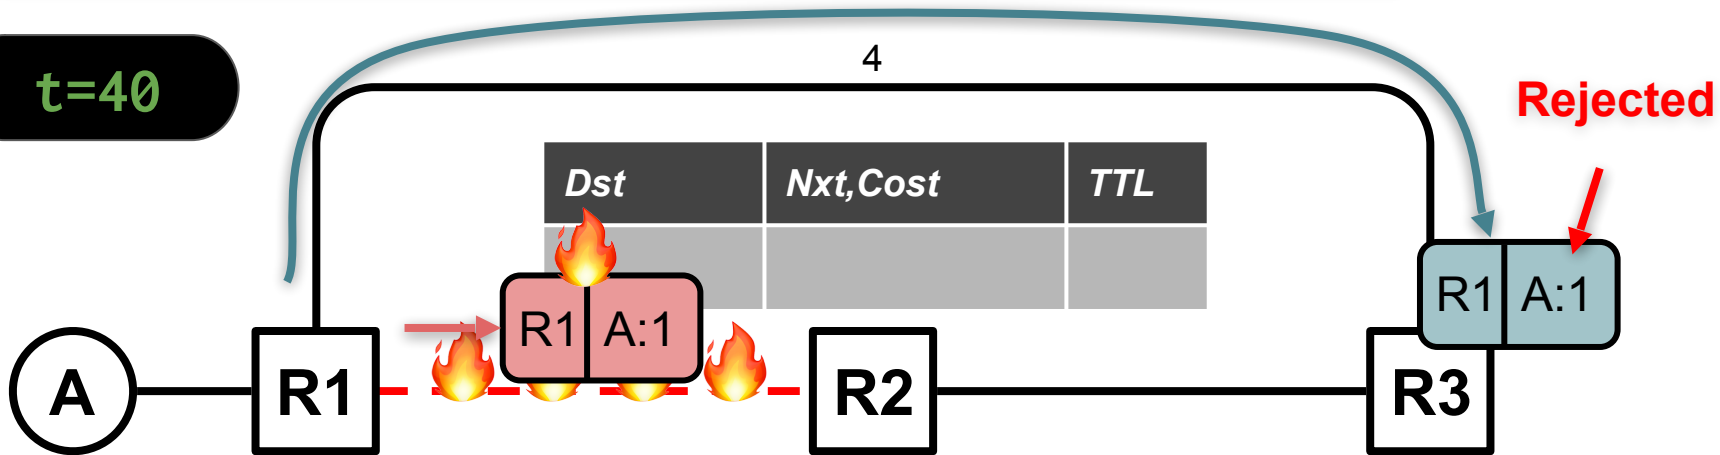 t=40
4
Rejected
Dst Nxt,Cost TTL
R1 A:1
R1 A:1
A R1 R2 R3